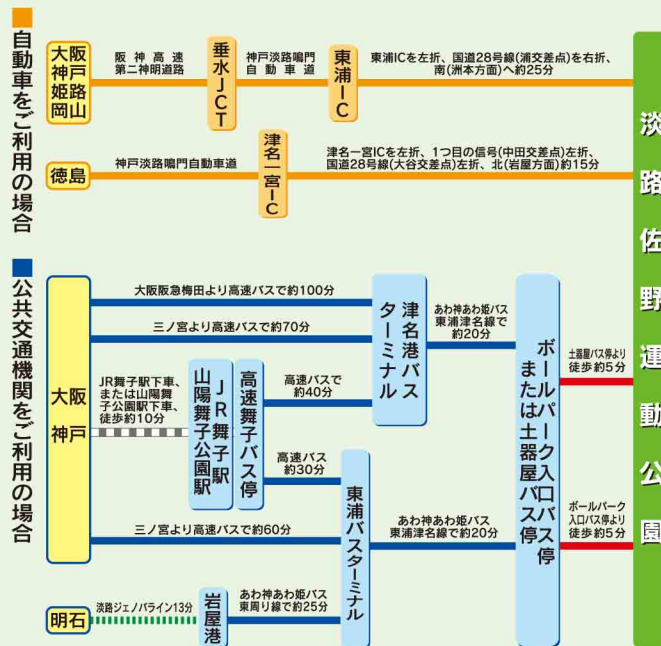 ■自動車をご利用の場合
大阪
神戸
姫路
岡山
阪神高速
第二神明道路
垂水JCT
神戸淡路鳴門
自動車道
東浦IC
東浦ICを左折、国道28号線(浦交差点)を右折、
南(洲本方面)へ約25分
徳島
神戸淡路鳴門自動車道
津名一宮IC
津名一宮ICを左折、1つ目の信号(中田交差点)左折、
国道28号線(大谷交差点)左折、北(岩屋方面)約15分
■公共交通機関をご利用の場合
大阪
神戸
大阪阪急梅田より高速バスで約100分
三ノ宮より高速バスで約70分
JR舞子駅下車、
または山陽舞
子公園駅下車、
徒歩約10分
JR舞子駅
山陽舞子公園駅
高速舞子バス停
高速バスで
約40分
高速バス
約30分
三ノ宮より高速バスで約60分
津名港バス
ターミナル
あわ神あわ姫バス
東浦津名線で
約20分
東浦バスターミナル
あわ神あわ姫バス
東浦津名線で約20分
明石
淡路ジェノバライン13分
岩屋港
あわ神あわ姫バス
東周り線で約25分
ボールパーク入口バス停
または土器屋バス停
土器屋バス停より
徒歩約5分
ボールパーク
入口バス停より
徒歩約5分
淡路佐野運動公園